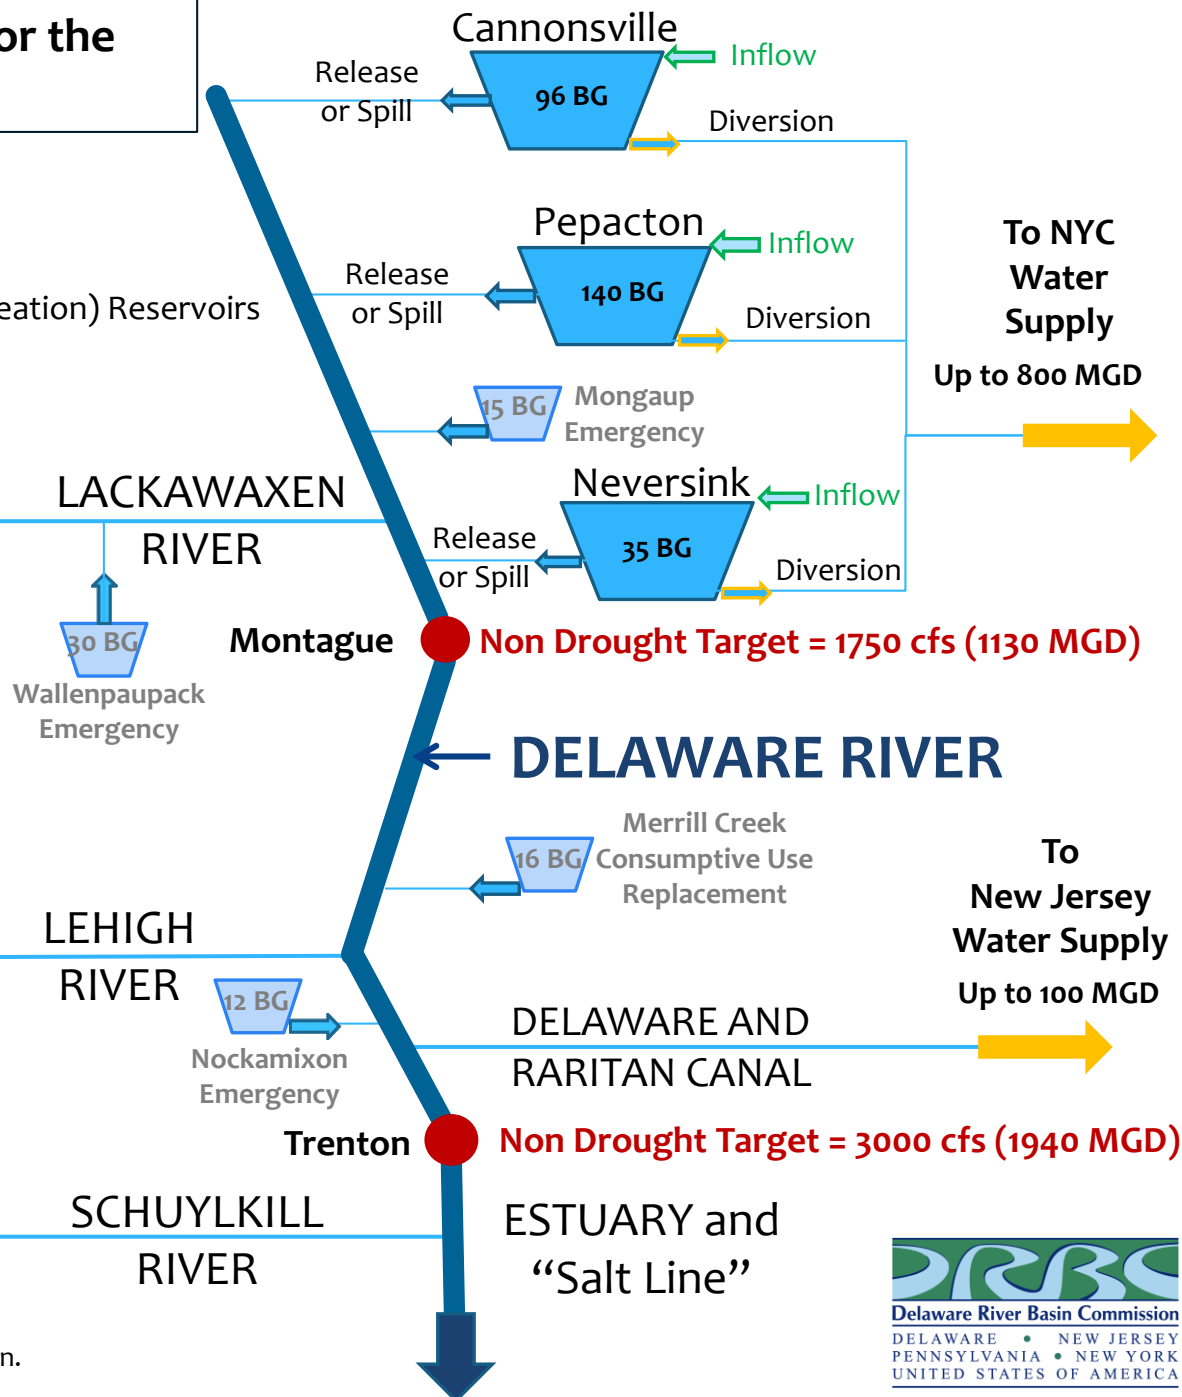 or the
Cannonsville
Inflow
Release
or Spill
96 BG
Diversion
Pepacton
Inflow
To NYC
Water
Supply
Release
or Spill
140 BG
eation) Reservoirs
Diversion
Up to 800 MGD
15 BG
Mongaup
Emergency
Neversink
Inflow
LACKAWAXEN
RIVER
Release
or Spill
35 BG
Diversion
30 BG
Wallenpaupack
Emergency
Montague
Non Drought Target = 1750 cfs (1130 MGD)
DELAWARE RIVER
16 BG
Merrill Creek
Consumptive Use
Replacement
To
New Jersey
Water Supply
Up to 100 MGD
LEHIGH
RIVER
12 BG
Nockamixon
Emergency
DELAWARE AND
RARITAN CANAL
Trenton
Non Drought Target = 3000 cfs (1940 MGD)
SCHUYLKILL
RIVER
ESTUARY and
“Salt Line”
DRBC
Delaware River Basin Commission
DELAWARE • NEW JERSEY
PENNSYLVANIA • NEW YORK
UNITED STATES OF AMERICA
n.